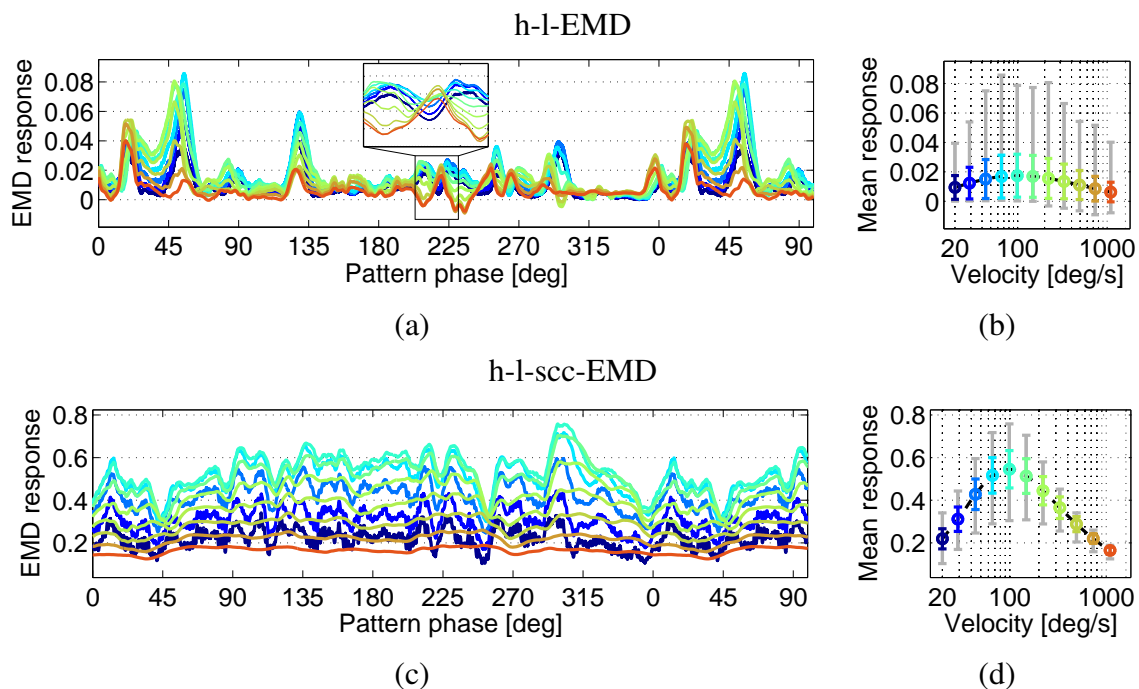 h-l-EMD
EMD response
0.08
0.06
0.04
0.02
0
0 45 90 135 180 225 270 315 0 45 90
Pattern phase [deg]
(a)
Mean response
0.08
0.06
0.04
0.02
0
20 100 1000
Velocity [deg/s]
(b)
h-l-scc-EMD
EMD response
0.8
0.6
0.4
0.2
0 45 90 135 180 225 270 315 0 45 90
Pattern phase [deg]
(c)
Mean response
0.8
0.6
0.4
0.2
20 100 1000
Velocity [deg/s]
(d)